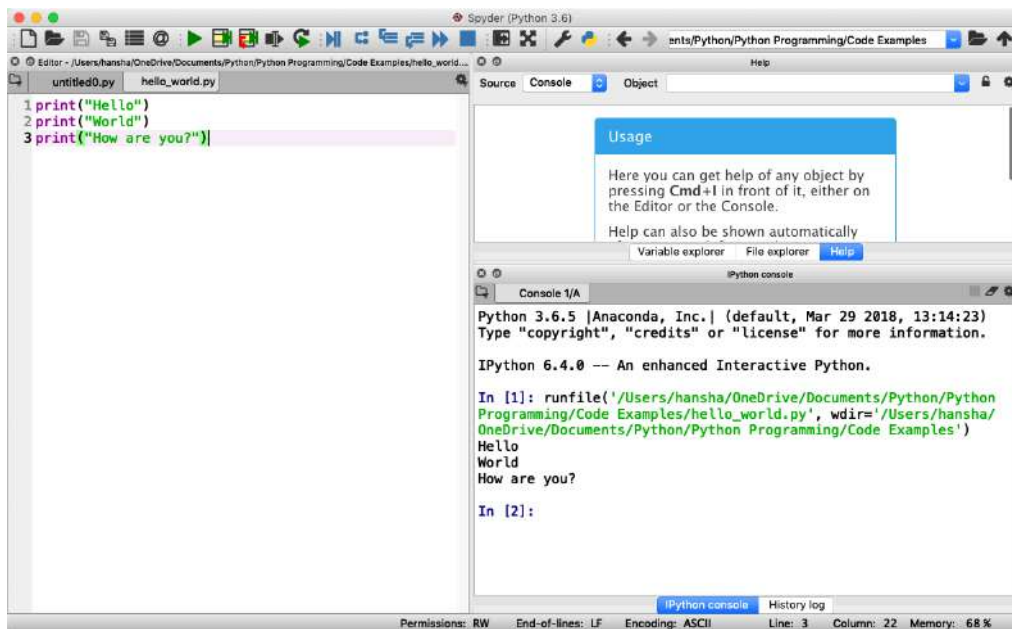 Spyder (Python 3.6)
ents/Python/Python Programming/Code Examples
Editor - /Users/hansha/OneDrive/Documents/Python/Python Programming/Code Examples/hello_world....
untitled0.py hello_world.py
1 print("Hello")
2 print("World")
3 print("How are you?")
Help
Source Console Object
Usage
Here you can get help of any object by
pressing Cmd+I in front of it, either on
the Editor or the Console.
Help can also be shown automatically
Variable explorer File explorer Help
IPython console
Console 1/A
Python 3.6.5 |Anaconda, Inc.| (default, Mar 29 2018, 13:14:23)
Type "copyright", "credits" or "license" for more information.
IPython 6.4.0 -- An enhanced Interactive Python.
In [1]: runfile('/Users/hansha/OneDrive/Documents/Python/Python
Programming/Code Examples/hello_world.py', wdir='/Users/hansha/
OneDrive/Documents/Python/Python Programming/Code Examples')
Hello
World
How are you?
In [2]:
IPython console History log
Permissions: RW End-of-lines: LF Encoding: ASCII Line: 3 Column: 22 Memory: 68 %